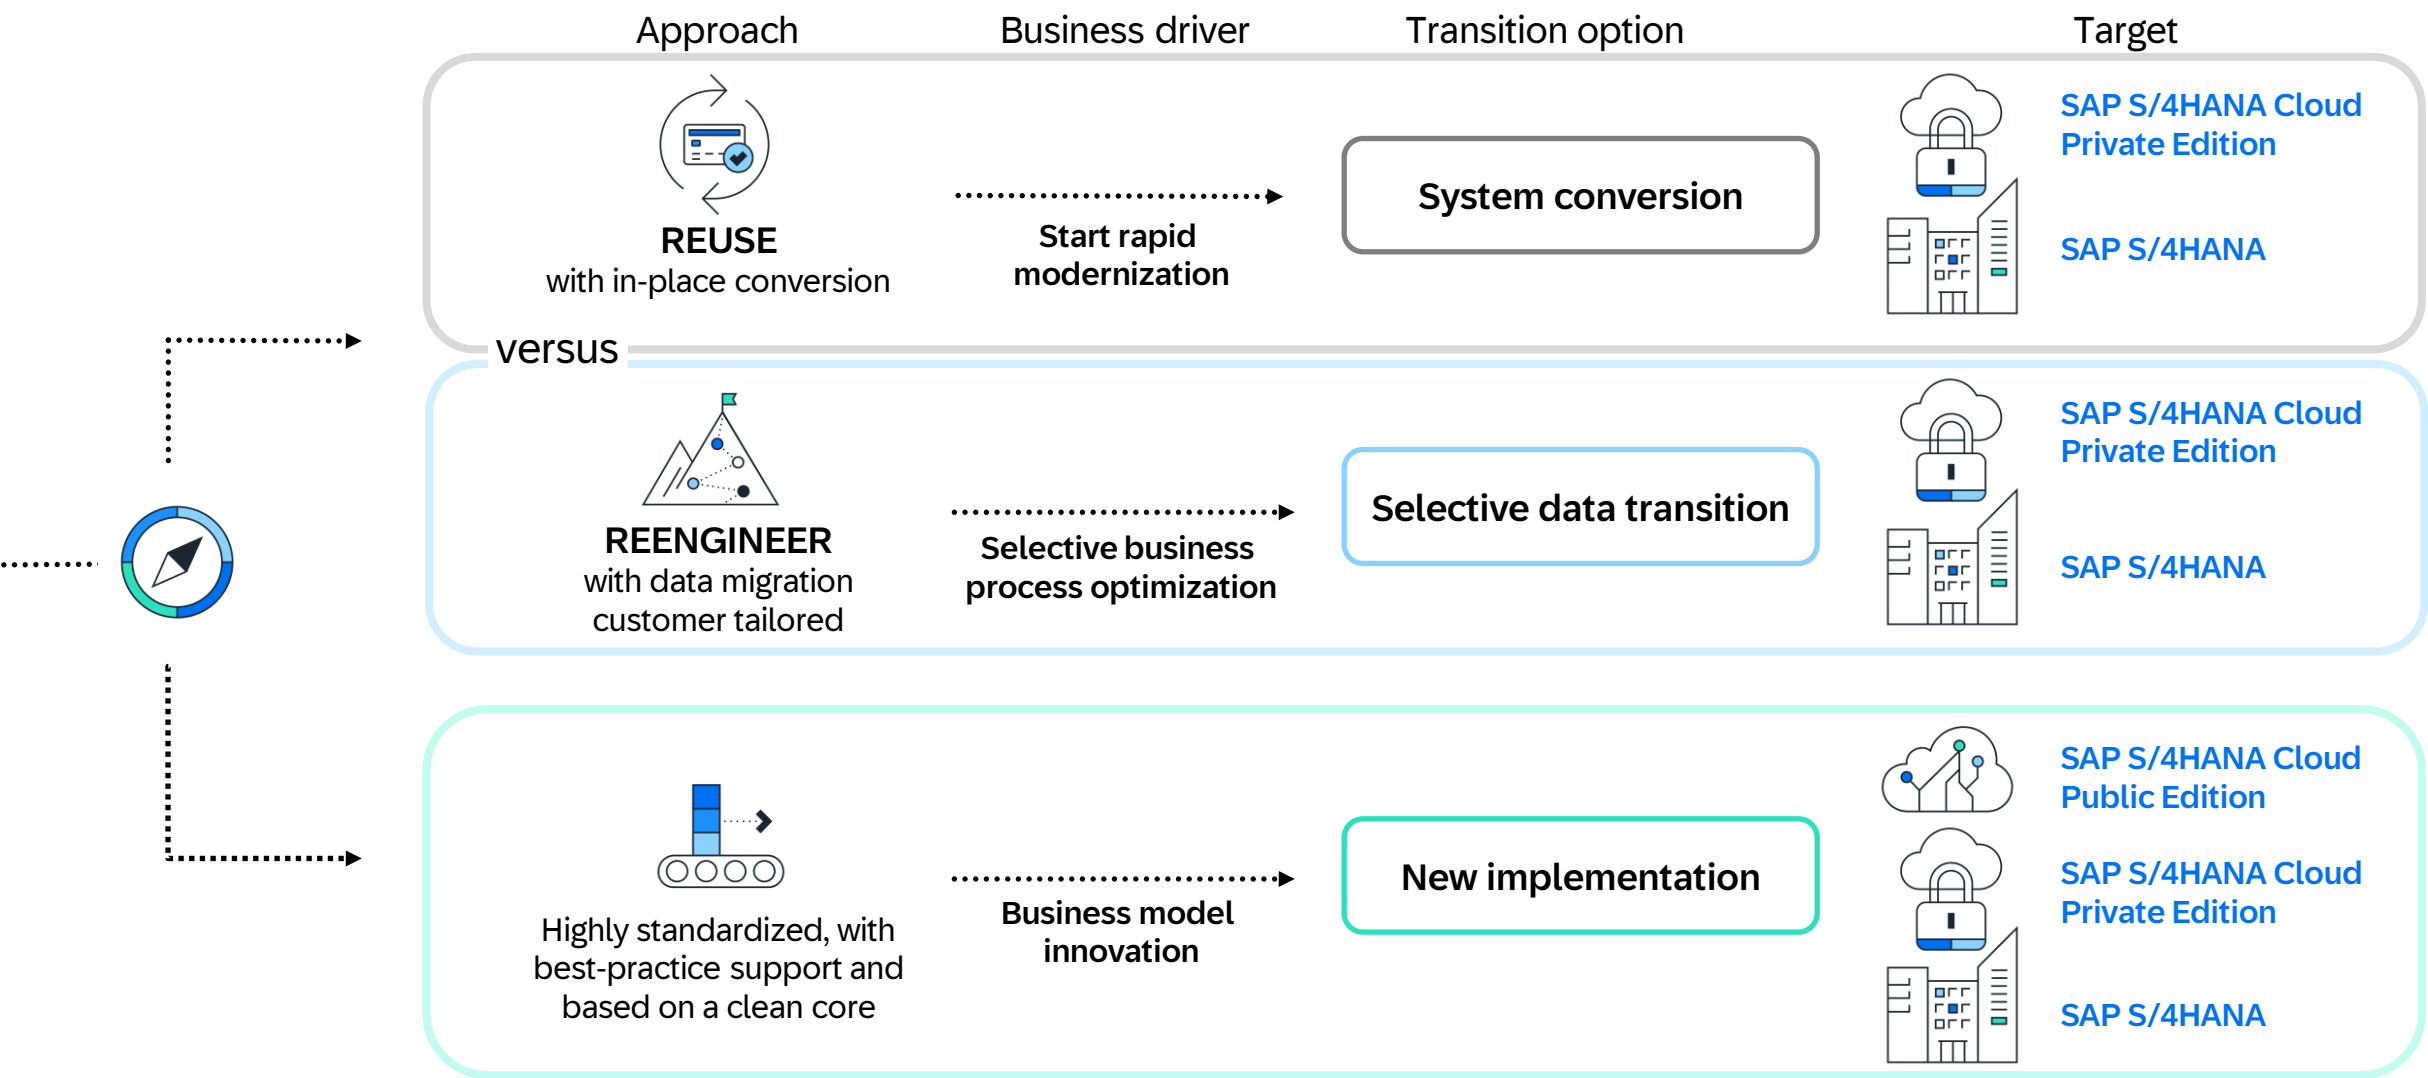 Approach
Business driver
Transition option
Target
REUSE
with in-place conversion
Start rapid
modernization
System conversion
SAP S/4HANA Cloud
Private Edition
SAP S/4HANA
versus
REENGINEER
with data migration
customer tailored
Selective business
process optimization
Selective data transition
SAP S/4HANA Cloud
Private Edition
SAP S/4HANA
Highly standardized, with
best-practice support and
based on a clean core
Business model
innovation
New implementation
SAP S/4HANA Cloud
Public Edition
SAP S/4HANA Cloud
Private Edition
SAP S/4HANA